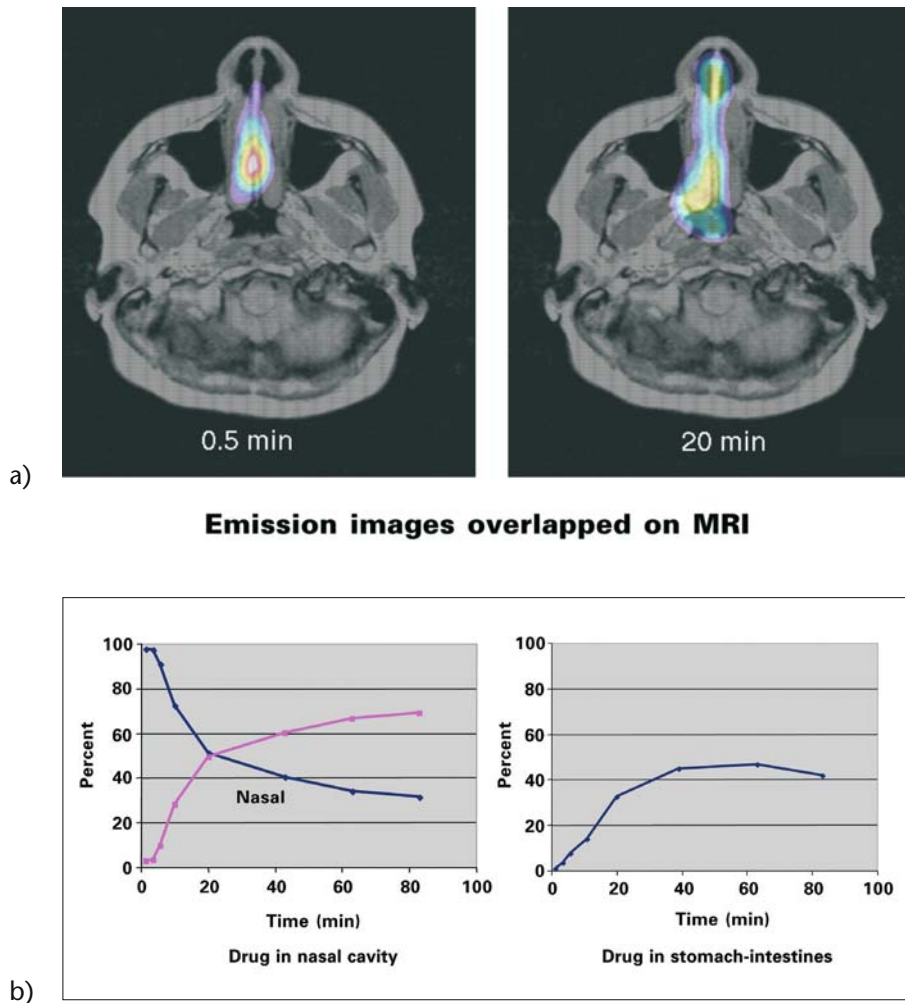 0.5 min
20 min
a)
Emission images overlapped on MRI
100
80
60
40
20
0
Percent
Nasal
0 20 40 60 80 100
Time (min)
Drug in nasal cavity
100
80
60
40
20
0
Percent
0 20 40 60 80 100
Time (min)
Drug in stomach-intestines
b)